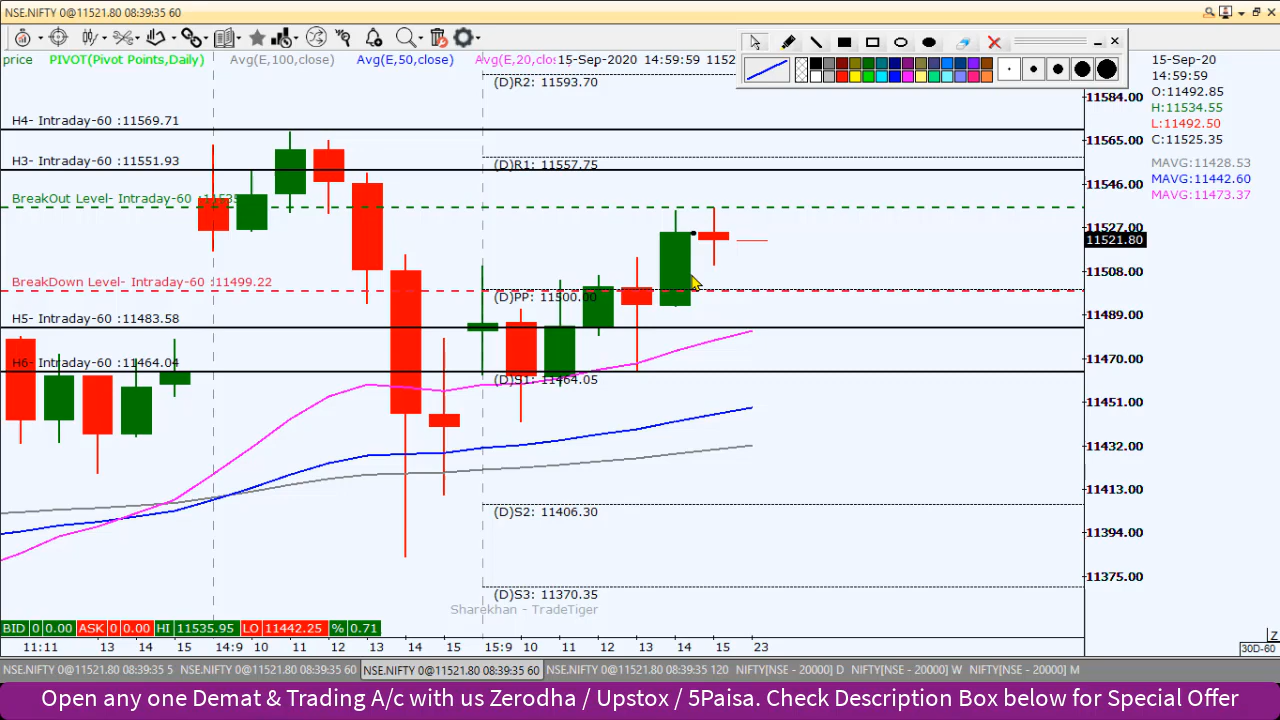 NSE.NIFTY 0@11521.80 08:39:35 60
price PIVOT(Pivot Points,Daily) Avg(E,100,close) Avg(E,50,close) Avg(E,20,clos 15-Sep-2020 14:59:59 1152
15-Sep-20
14:59:59
O:11492.85
H:11534.55
L:11492.50
C:11525.35
MAVG:11428.53
MAVG:11442.60
MAVG:11473.37
(D)R2: 11593.70
11584.00
H4- Intraday-60 :11569.71
11565.00
H3- Intraday-60 :11551.93
(D)R1: 11557.75
11546.00
BreakOut Level- Intraday-60 :11535
11527.00
11521.80
11508.00
BreakDown Level- Intraday-60 :11499.22
(D)PP: 11500.00
H5- Intraday-60 :11483.58
11489.00
H6- Intraday-60 :11464.04
11470.00
(D)S1: 11464.05
11451.00
11432.00
11413.00
(D)S2: 11406.30
11394.00
11375.00
(D)S3: 11370.35
Sharekhan - TradeTiger
BID 0 0.00 ASK 0 0.00 HI 11535.95 LO 11442.25 % 0.71
11:11 13 14 15 14:9 10 11 12 12 13 14 15 15:9 10 11 12 13 14 15 23
Z
30D-60
NSE.NIFTY 0@11521.80 08:39:35 5 NSE.NIFTY 0@11521.80 08:39:35 60 NSE.NIFTY 0@11521.80 08:39:35 60 NSE.NIFTY 0@11521.80 08:39:35 120 NIFTY[NSE - 20000] D NIFTY[NSE - 20000] W NIFTY[NSE - 20000] M
Open any one Demat & Trading A/c with us Zerodha / Upstox / 5Paisa. Check Description Box below for Special Offer